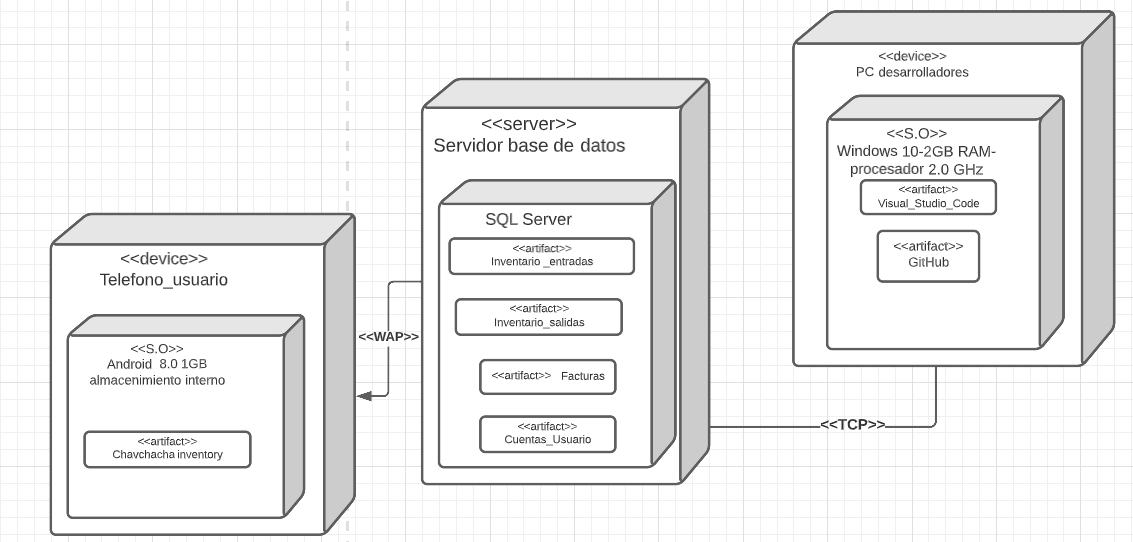 <<device>>
Telefono_usuario
<<S.O>>
Android 8.0 1GB
almacenimiento interno
<<artifact>>
Chavchacha inventory
<<WAP>>
<<server>>
Servidor base de datos
SQL Server
<<artifact>>
Inventario _entradas
<<artifact>>
Inventario_salidas
<<artifact>> Facturas
<<artifact>>
Cuentas_Usuario
<<TCP>>
<<device>>
PC desarrolladores
<<S.O>>
Windows 10-2GB RAM-
procesador 2.0 GHz
<<artifact>>
Visual_Studio_Code
<<artifact>>
GitHub